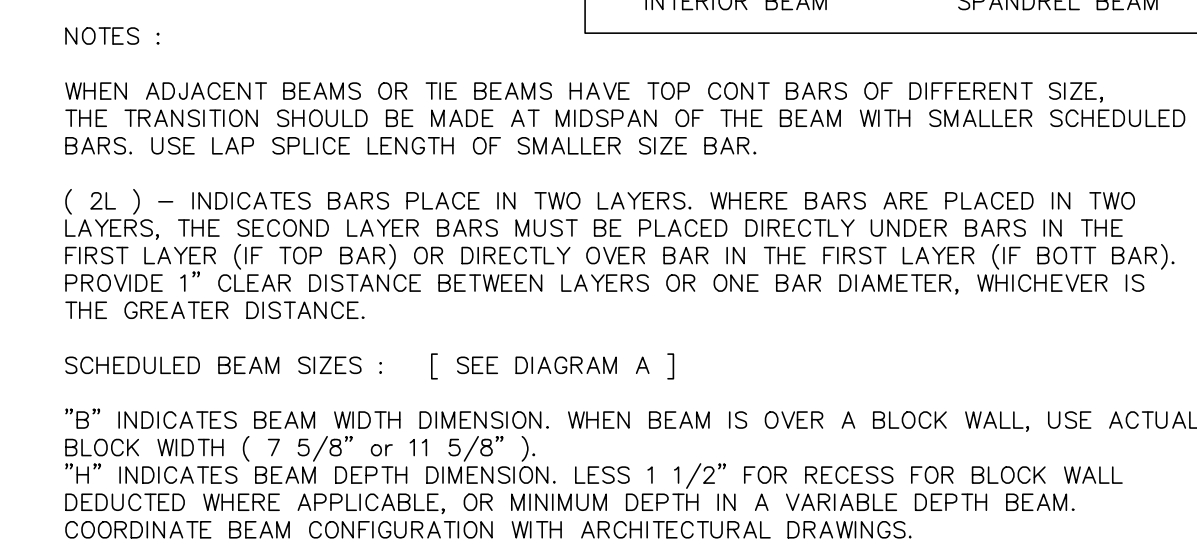 INTERIOR BEAM SPANDREL BEAM
NOTES :
WHEN ADJACENT BEAMS OR TIE BEAMS HAVE TOP CONT BARS OF DIFFERENT SIZE,
THE TRANSITION SHOULD BE MADE AT MIDSPAN OF THE BEAM WITH SMALLER SCHEDULED
BARS. USE LAP SPLICE LENGTH OF SMALLER SIZE BAR.
( 2L ) – INDICATES BARS PLACE IN TWO LAYERS. WHERE BARS ARE PLACED IN TWO
LAYERS, THE SECOND LAYER BARS MUST BE PLACED DIRECTLY UNDER BARS IN THE
FIRST LAYER (IF TOP BAR) OR DIRECTLY OVER BAR IN THE FIRST LAYER (IF BOTT BAR).
PROVIDE 1" CLEAR DISTANCE BETWEEN LAYERS OR ONE BAR DIAMETER, WHICHEVER IS
THE GREATER DISTANCE.
SCHEDULED BEAM SIZES : [ SEE DIAGRAM A ]
"B" INDICATES BEAM WIDTH DIMENSION. WHEN BEAM IS OVER A BLOCK WALL, USE ACTUAL
BLOCK WIDTH ( 7 5/8" or 11 5/8" ).
"H" INDICATES BEAM DEPTH DIMENSION. LESS 1 1/2" FOR RECESS FOR BLOCK WALL
DEDUCTED WHERE APPLICABLE, OR MINIMUM DEPTH IN A VARIABLE DEPTH BEAM.
COORDINATE BEAM CONFIGURATION WITH ARCHITECTURAL DRAWINGS.